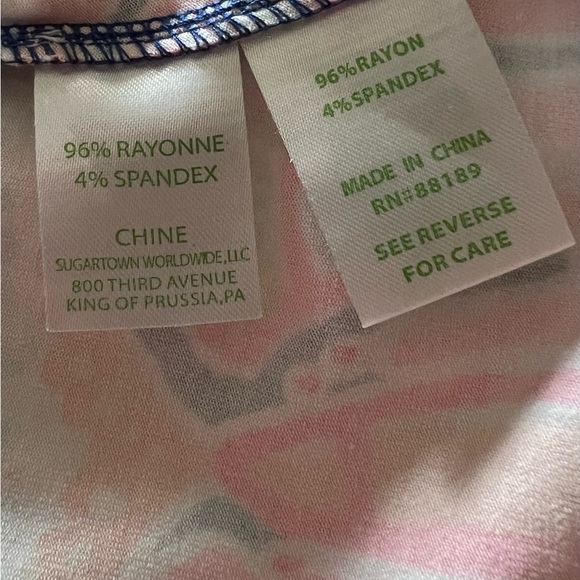 96% RAYONNE
4% SPANDEX
CHINE
SUGARTOWN WORLDWIDE,LLC
800 THIRD AVENUE
KING OF PRUSSIA,PA
96%RAYON
4%SPANDEX
MADE IN CHINA
RN#88189
SEE REVERSE
FOR CARE